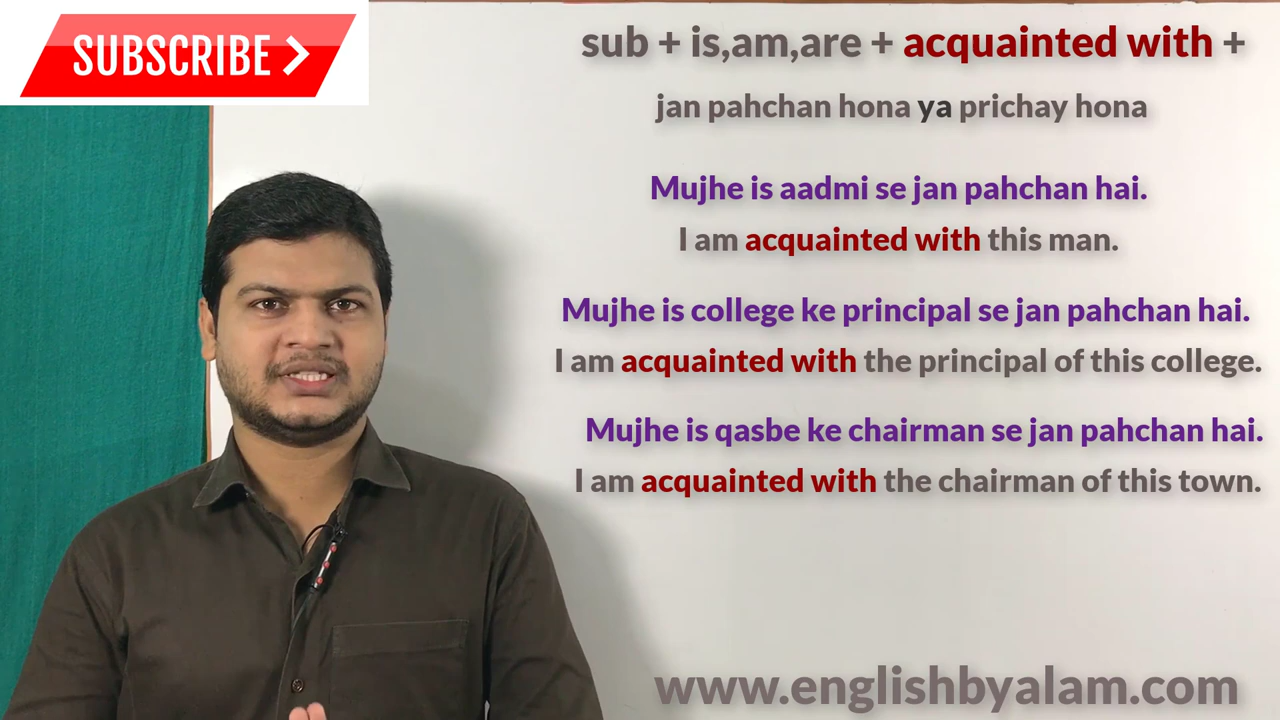 SUBSCRIBE
sub + is,am,are + acquainted with +
jan pahchan hona ya prichay hona
Mujhe is aadmi se jan pahchan hai.
I am acquainted with this man.
Mujhe is college ke principal se jan pahchan hai.
I am acquainted with the principal of this college.
Mujhe is qasbe ke chairman se jan pahchan hai.
I am acquainted with the chairman of this town.
www.englishbyalam.com